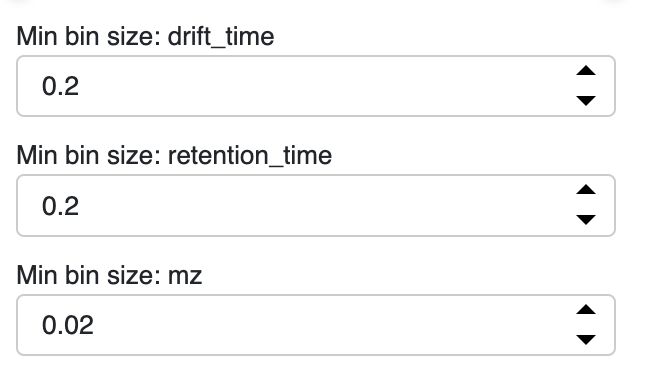 Min bin size: drift_time
0.2
Min bin size: retention_time
0.2
Min bin size: mz
0.02